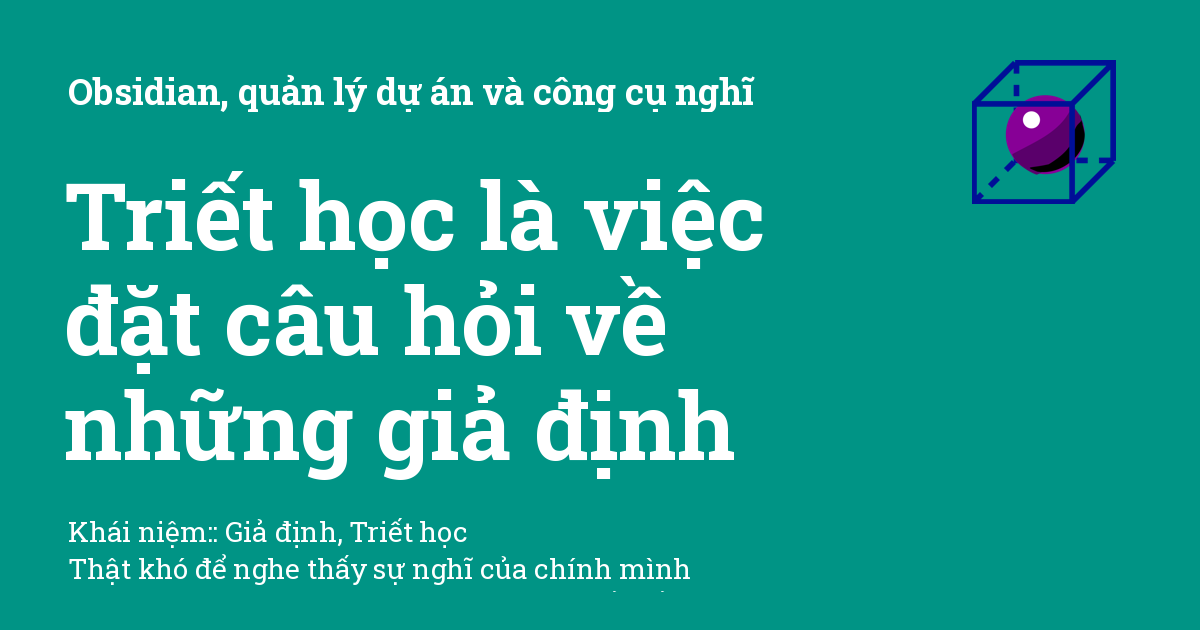 Obsidian, quản lý dự án và công cụ nghĩ
Triết học là việc
đặt câu hỏi về
những giả định
Khái niệm:: Giả định, Triết học
Thật khó để nghe thấy sự nghĩ của chính mình